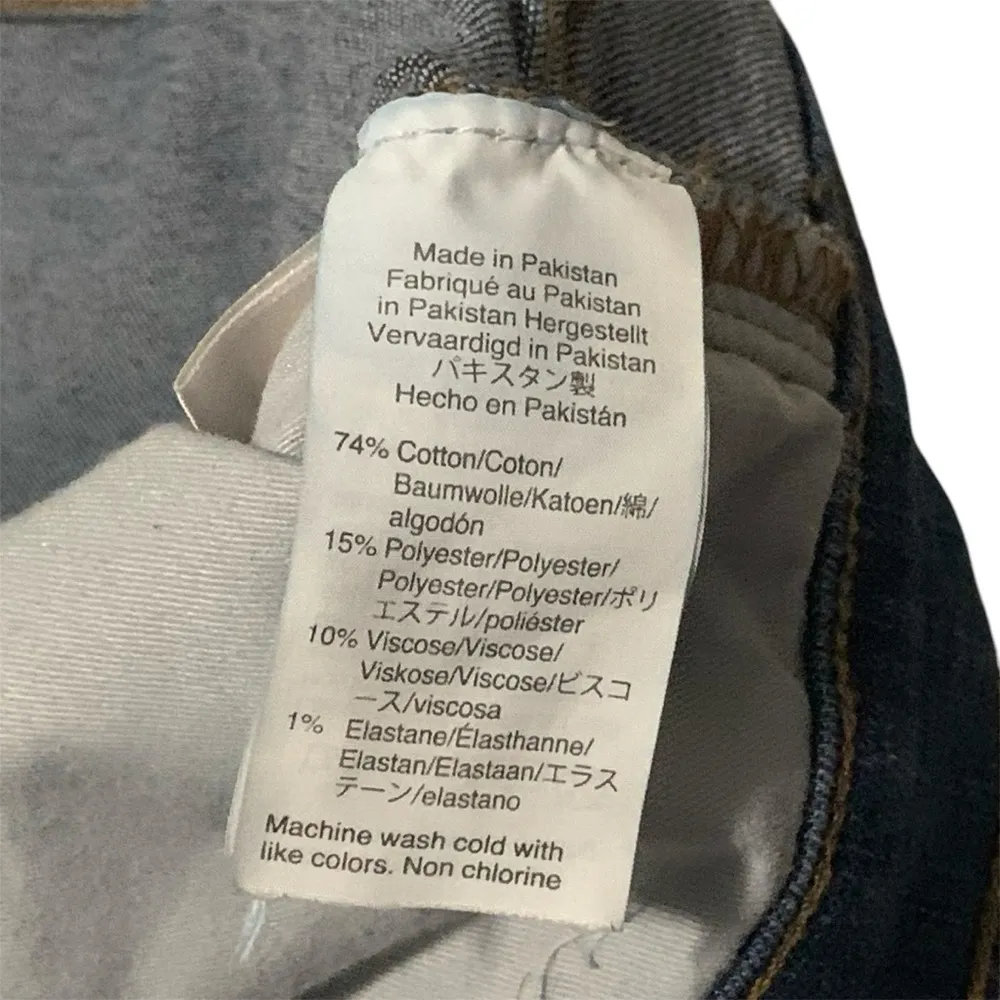 Made in Pakistan
Fabriqué au Pakistan
in Pakistan Hergestellt
Vervaardigd in Pakistan
パキスタン製
Hecho en Pakistán
74% Cotton/Coton/
Baumwolle/Katoen/綿/
algodón
15% Polyester/Polyester/
Polyester/Polyester/ポリ
エステル/poliéster
10% Viscose/Viscose/
Viskose/Viscose/ビスコ
ース/viscosa
1% Elastane/Élasthanne/
Elastan/Elastaan/エラス
テーン/elastano
Machine wash cold with
like colors. Non chlorine